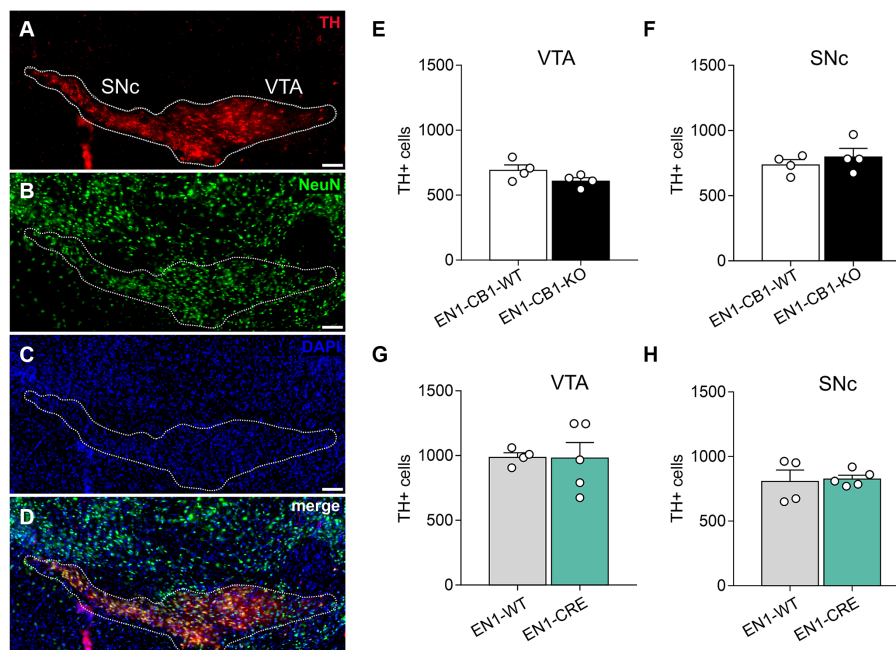 A
TH
SNc
VTA
B
NeuN
C
DAPI
D
merge
E
VTA
1500
1000
500
0
TH+ cells
EN1-CB1-WT
EN1-CB1-KO
F
SNc
1500
1000
500
0
TH+ cells
EN1-CB1-WT
EN1-CB1-KO
G
VTA
1500
1000
500
0
TH+ cells
EN1-WT
EN1-CRE
H
SNc
1500
1000
500
0
TH+ cells
EN1-WT
EN1-CRE